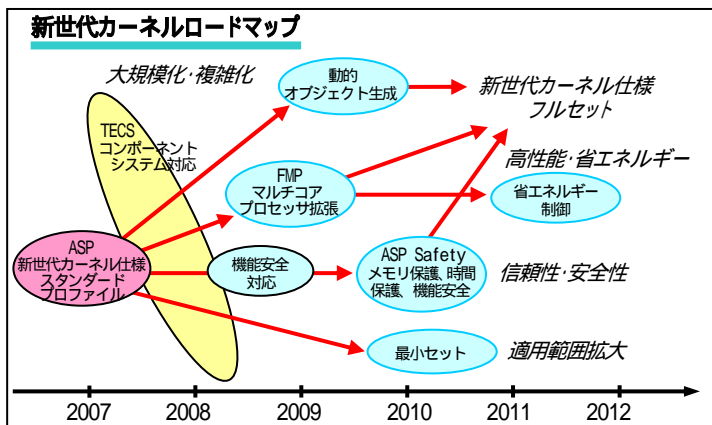 新世代カーネルロードマップ
大規模化・複雑化
動的
オブジェクト生成
新世代カーネル仕様
フルセット
TECS
コンポーネント
システム対応
高性能・省エネルギー
FMP
マルチコア
プロセッサ拡張
省エネルギー
制御
ASP
新世代カーネル仕様
スタンダード
プロファイル
機能安全
対応
ASP Safety
メモリ保護、時間
保護、機能安全
信頼性・安全性
最小セット
適用範囲拡大
2007 2008 2009 2010 2011 2012